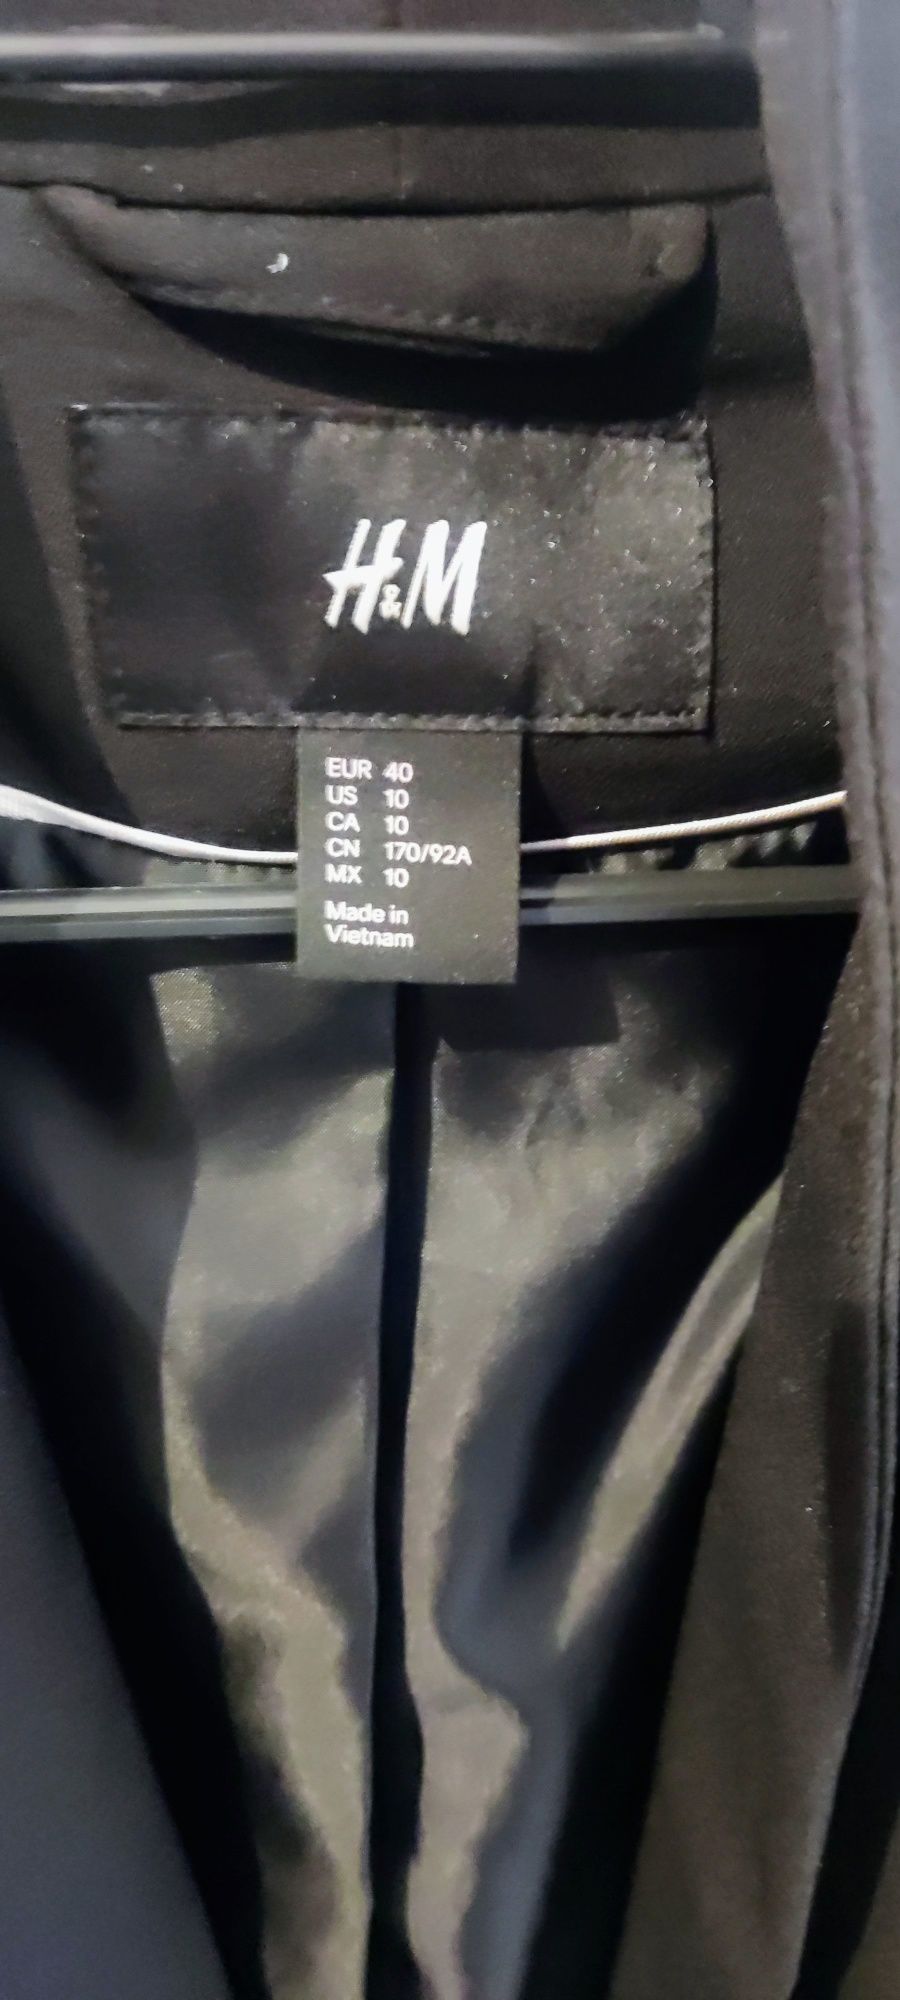 H&M
EUR 40
US 10
CA 10
CN 170/92A
MX 10
Made in
Vietnam